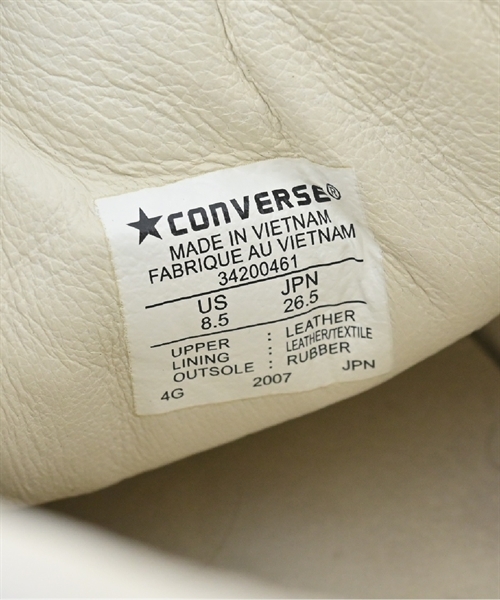 ★CONVERSE®
MADE IN VIETNAM
FABRIQUE AU VIETNAM
34200461
US JPN
8.5 26.5
UPPER : LEATHER
LINING : LEATHER/TEXTILE
OUTSOLE : RUBBER
4G 2007 JPN